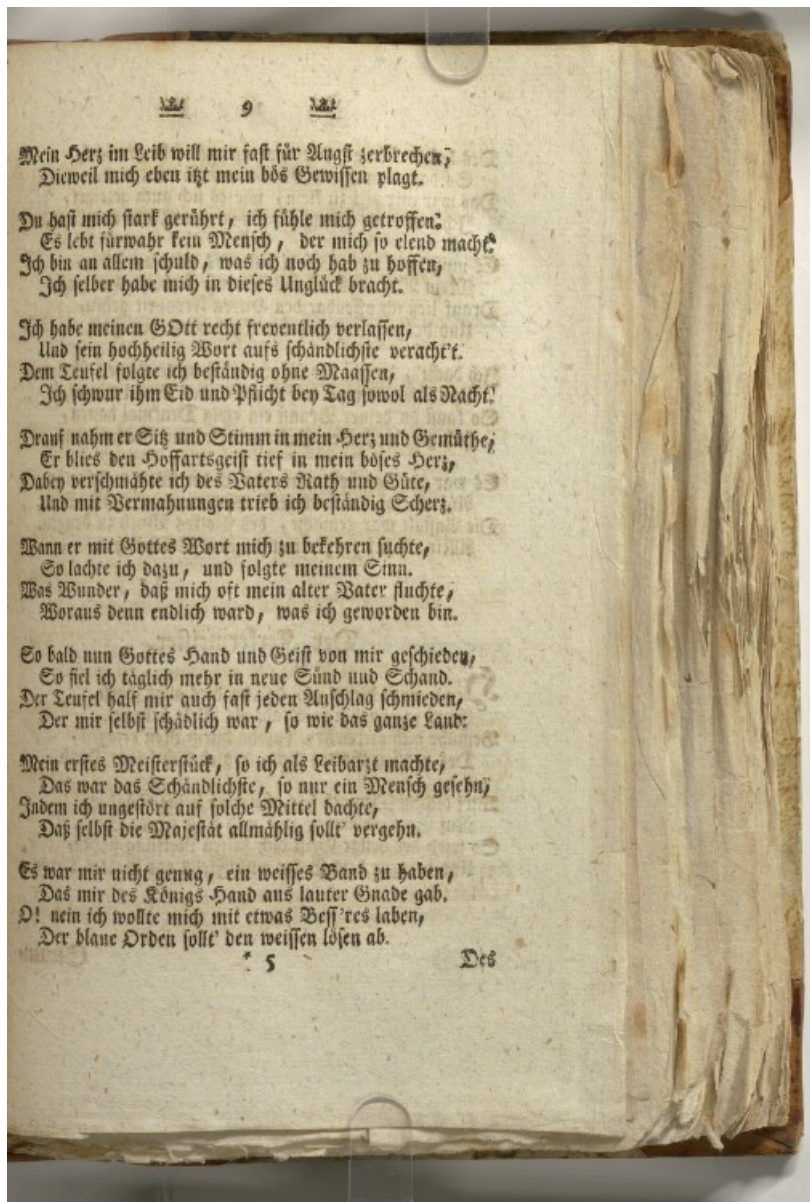 9
Mein Herz im Leib will mir fast für Angst zerbrechen,
Dieweil mich eben itzt mein bös Gewissen plagt.
Du hast mich stark gerührt, ich fühle mich getroffen:
Es lebt fürwahr kein Mensch, der mich so elend macht:
Ich bin an allem schuld, was ich noch hab zu hoffen,
Ich selber habe mich in dieses Unglück bracht.
Ich habe meinen GOtt recht freventlich verlassen,
Und sein hochheilig Wort aufs schändlichste veracht't.
Dem Teufel folgte ich beständig ohne Maassen,
Ich schwur ihm Eid und Pflicht bey Tag sowol als Nacht.
Drauf nahm er Sitz und Stimm in mein Herz und Gemüthe,
Er blies den Hoffartsgeist tief in mein böses Herz,
Dabey verschmähte ich des Vaters Rath und Güte,
Und mit Vermahnungen trieb ich beständig Scherz.
Wann er mit Gottes Wort mich zu bekehren suchte,
So lachte ich dazu, und folgte meinem Sinn.
Was Wunder, daß mich oft mein alter Vater fluchte,
Woraus denn endlich ward, was ich geworden bin.
So bald nun Gottes Hand und Geist von mir geschieden,
So fiel ich täglich mehr in neue Sünd und Schand.
Der Teufel half mir auch fast jeden Anschlag schmieden,
Der mir selbst schädlich war, so wie das ganze Land:
Mein erstes Meisterstück, so ich als Leibarzt machte,
Das war das Schändlichste, so nur ein Mensch gesehn,
Indem ich ungestört auf solche Mittel dachte,
Daß selbst die Majestät allmählig sollt' vergehn.
Es war mir nicht genug, ein weisses Band zu haben,
Das mir des Königs Hand aus lauter Gnade gab.
O! nein ich wollte mich mit etwas Bess'res laben,
Der blaue Orden sollt' den weissen lösen ab.
* 5 Des